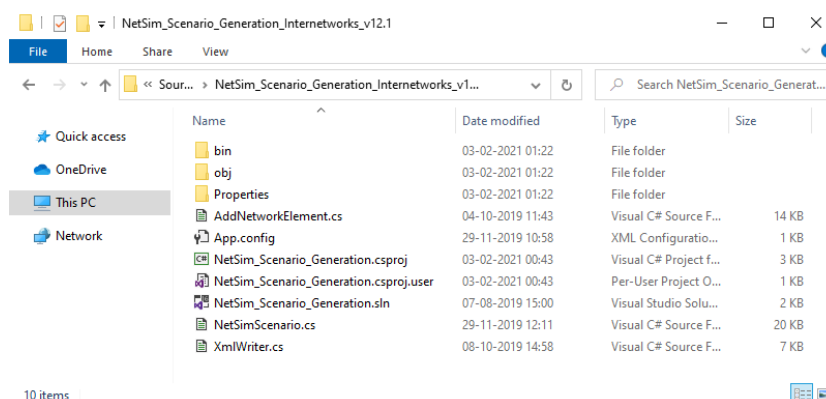 NetSim_Scenario_Generation_Internetworks_v12.1
File Home Share View
« Sour... › NetSim_Scenario_Generation_Internetworks_v1... Search NetSim_Scenario_Generat...
Name Date modified Type Size
Quick access
OneDrive
This PC
Network
bin 03-02-2021 01:22 File folder
obj 03-02-2021 01:22 File folder
Properties 03-02-2021 01:22 File folder
AddNetworkElement.cs 04-10-2019 11:43 Visual C# Source F... 14 KB
App.config 29-11-2019 10:58 XML Configuratio... 1 KB
NetSim_Scenario_Generation.csproj 03-02-2021 00:43 Visual C# Project f... 3 KB
NetSim_Scenario_Generation.csproj.user 03-02-2021 00:43 Per-User Project O... 1 KB
NetSim_Scenario_Generation.sln 07-08-2019 15:00 Visual Studio Solu... 2 KB
NetSimScenario.cs 29-11-2019 12:11 Visual C# Source F... 20 KB
XmlWriter.cs 08-10-2019 14:58 Visual C# Source F... 7 KB
10 items